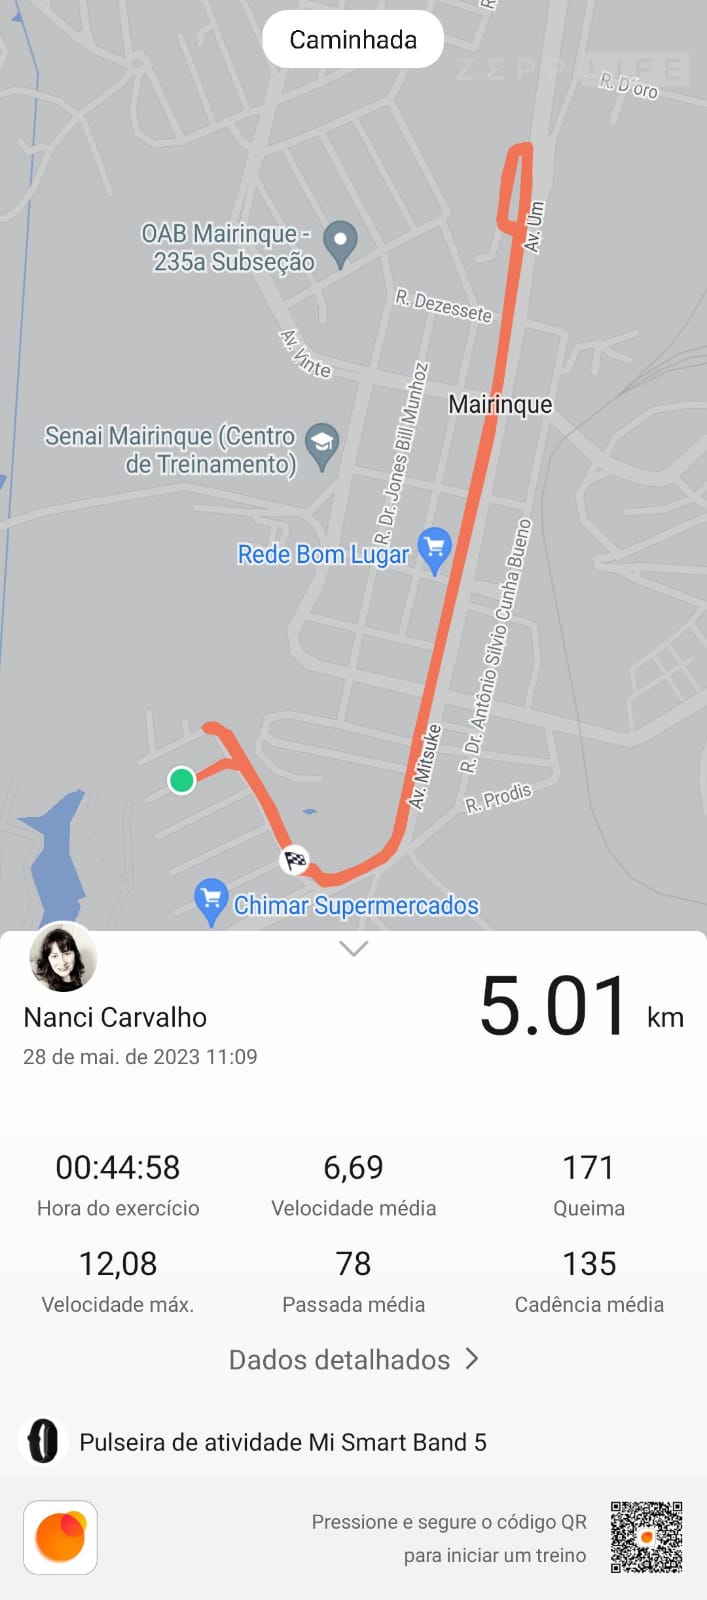 Caminhada
ZEPP LIFE
R. D'oro
OAB Mairinque -
235a Subseção
Av. Um
R. Dezessete
Av. Vinte
Mairinque
R. Dr. Jones Bill Munhoz
Senai Mairinque (Centro
de Treinamento)
Rede Bom Lugar
R. Dr. Antônio Silvio Cunha Bueno
Av. Mitsuke
R. Prodis
Chimar Supermercados
Nanci Carvalho
5.01 km
28 de mai. de 2023 11:09
00:44:58
6,69
171
Hora do exercício
Velocidade média
Queima
12,08
78
135
Velocidade máx.
Passada média
Cadência média
Dados detalhados
Pulseira de atividade Mi Smart Band 5
Pressione e segure o código QR
para iniciar um treino